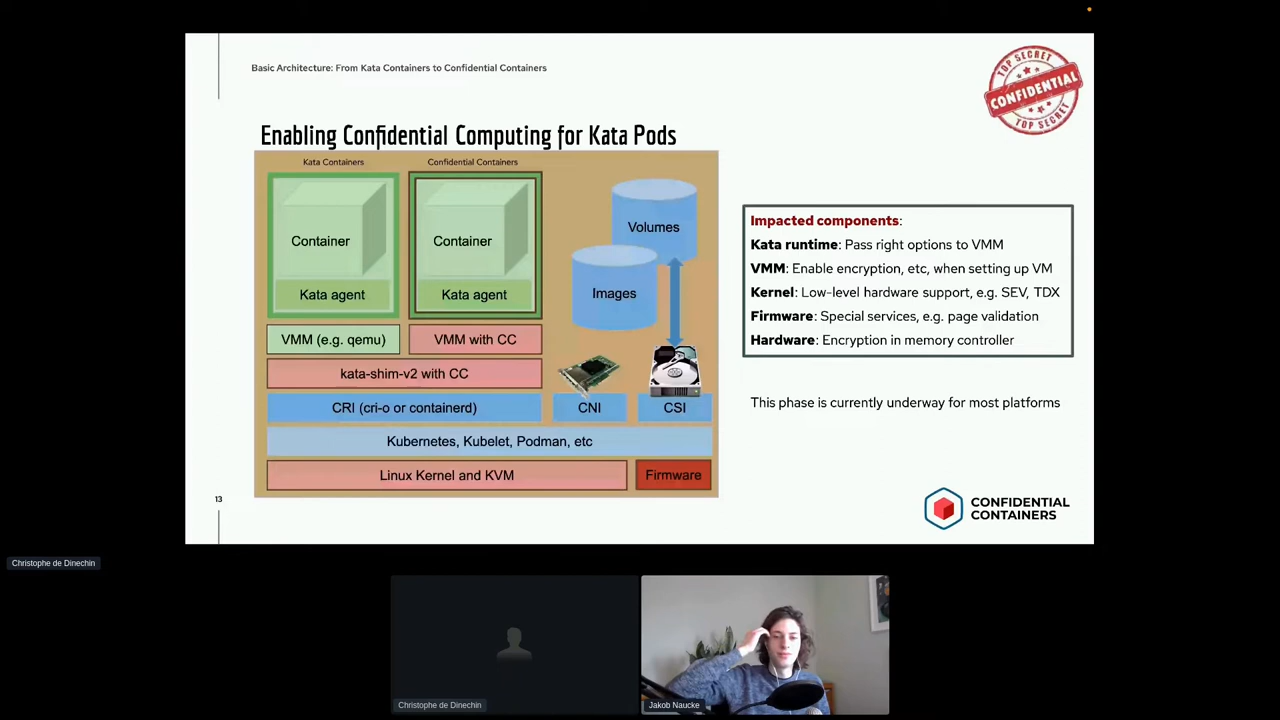 Basic Architecture: From Kata Containers to Confidential Containers
TOP SECRET
CONFIDENTIAL
TOP SECRET
Enabling Confidential Computing for Kata Pods
Kata Containers
Confidential Containers
Container
Container
Volumes
Images
Kata agent
Kata agent
VMM (e.g. qemu)
VMM with CC
kata-shim-v2 with CC
CRI (cri-o or containerd)
CNI
CSI
Kubernetes, Kubelet, Podman, etc
Linux Kernel and KVM
Firmware
Impacted components:
Kata runtime: Pass right options to VMM
VMM: Enable encryption, etc, when setting up VM
Kernel: Low-level hardware support, e.g. SEV, TDX
Firmware: Special services, e.g. page validation
Hardware: Encryption in memory controller
This phase is currently underway for most platforms
13
CONFIDENTIAL
CONTAINERS
Christophe de Dinechin
Christophe de Dinechin
Jakob Naucke